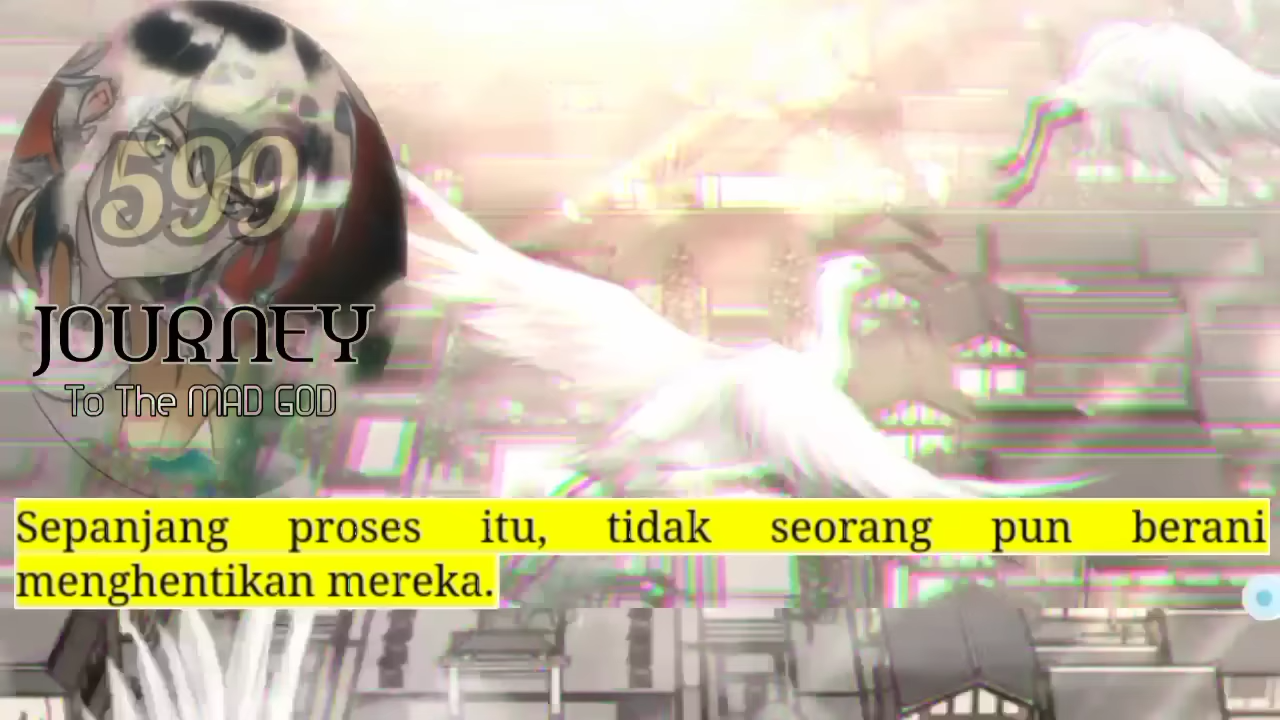 599
JOURNEY
To The MAD GOD
Sepanjang proses itu, tidak seorang pun berani
menghentikan mereka.